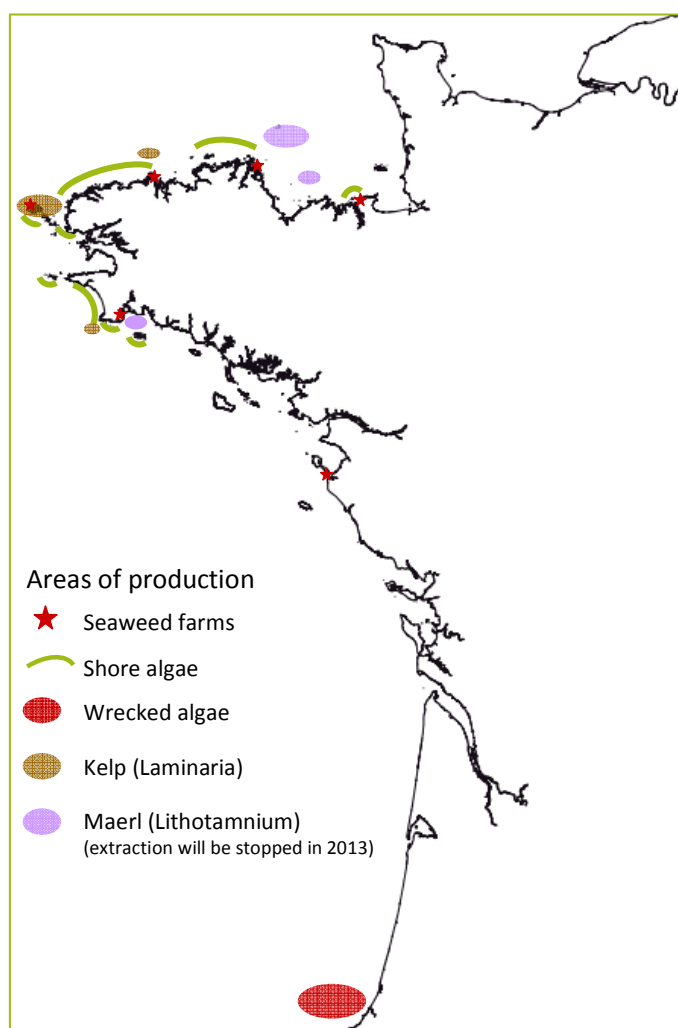 Areas of production
Seaweed farms
Shore algae
Wrecked algae
Kelp (Laminaria)
Maerl (Lithotamnium)
(extraction will be stopped in 2013)